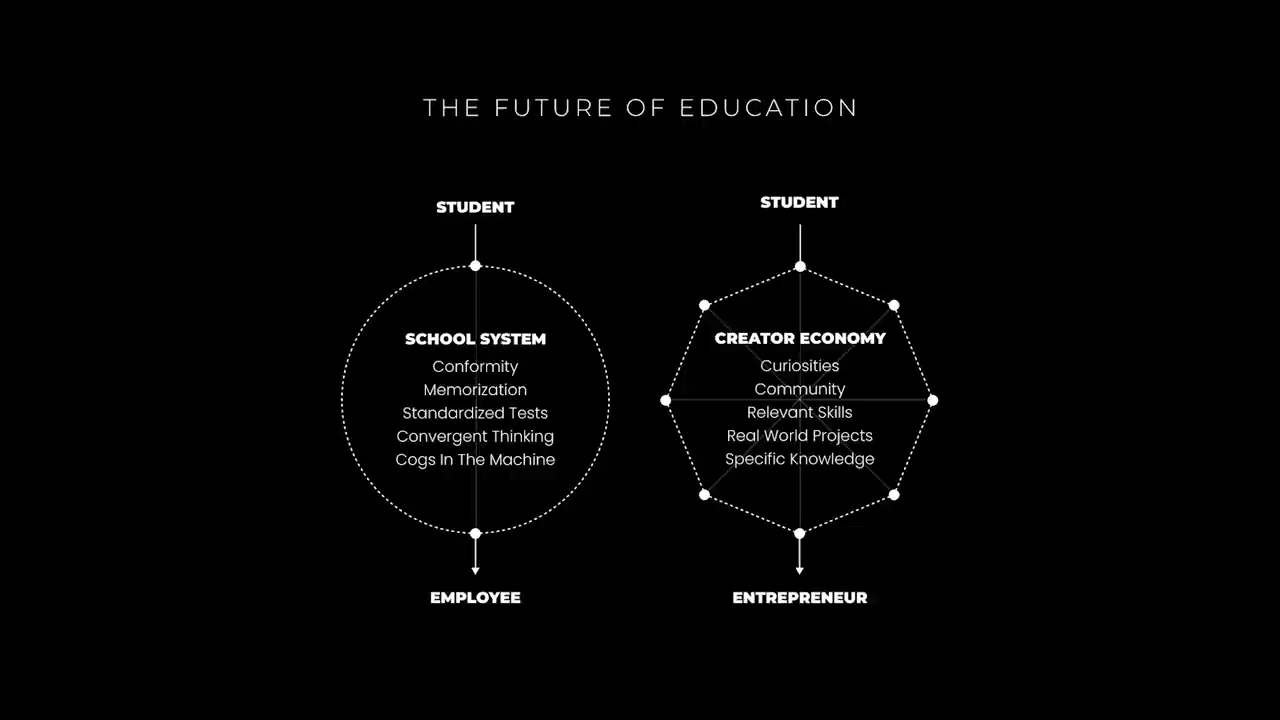 THE FUTURE OF EDUCATION
STUDENT
SCHOOL SYSTEM
Conformity
Memorization
Standardized Tests
Convergent Thinking
Cogs In The Machine
EMPLOYEE
STUDENT
CREATOR ECONOMY
Curiosities
Community
Relevant Skills
Real World Projects
Specific Knowledge
ENTREPRENEUR